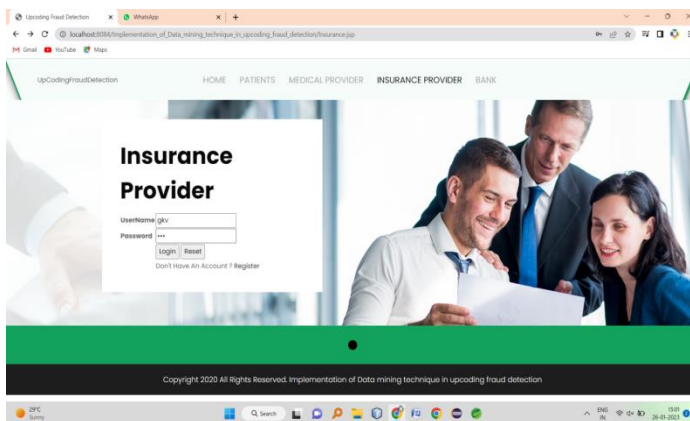 Upcoding Fraud Detection
WhatsApp
localhost:8084/Implementation_of_Data_mining_technique_in_upcoding_fraud_detection/Insurance.jsp
Gmail YouTube Maps
UpCodingFraudDetection HOME PATIENTS MEDICAL PROVIDER INSURANCE PROVIDER BANK
Insurance
Provider
UserName gkv
Password •••
Login Reset
Don't Have An Account ? Register
Copyright 2020 All Rights Reserved. Implementation of Data mining technique in upcoding fraud detection
29°C
Sunny
Search
ENG
IN
15:01
26-01-2023